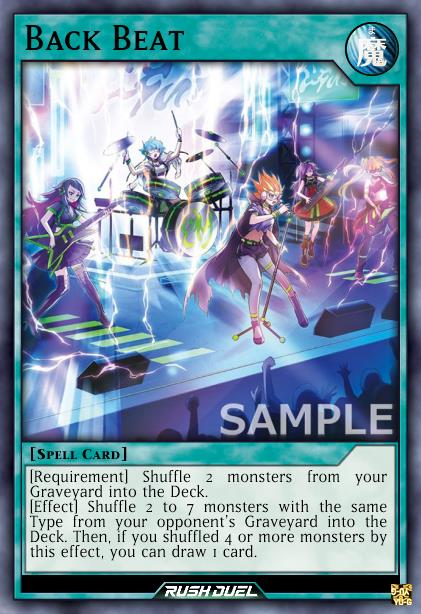 Back Beat
ま
魔
SAMPLE
[Spell Card]
[Requirement] Shuffle 2 monsters from your
Graveyard into the Deck.
[Effect] Shuffle 2 to 7 monsters with the same
Type from your opponent's Graveyard into the
Deck. Then, if you shuffled 4 or more monsters by
this effect, you can draw 1 card.
RUSH DUEL